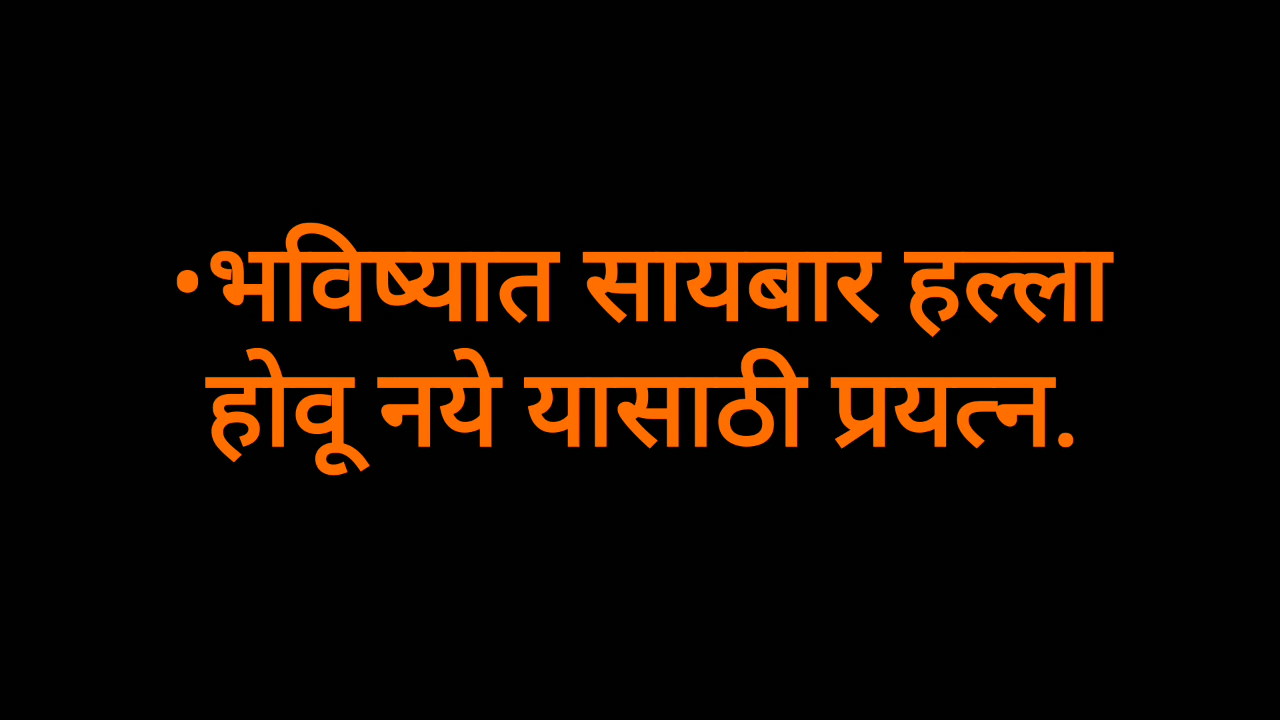 •भविष्यात सायबार हल्ला
होवू नये यासाठी प्रयत्न.